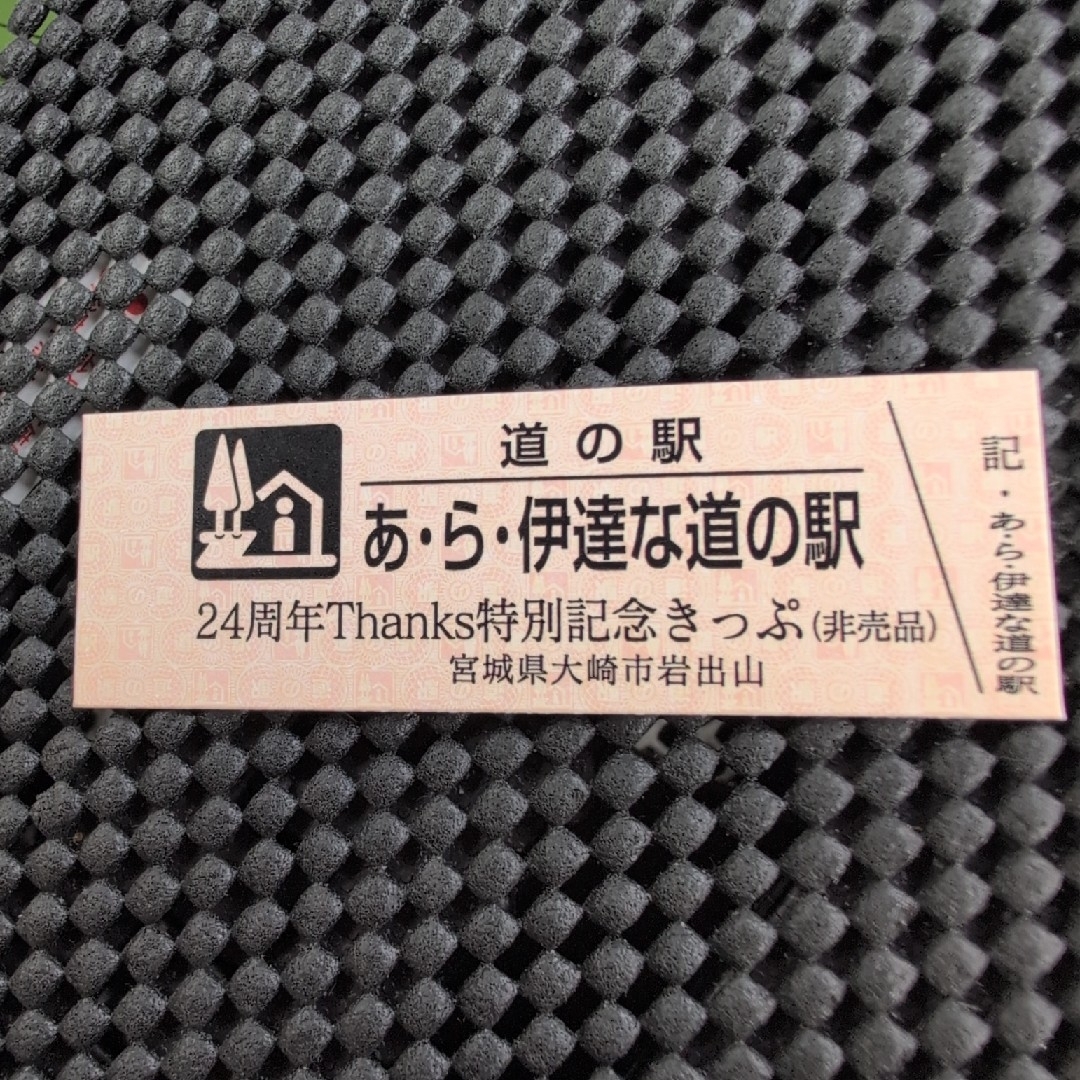 道の駅
あ・ら・伊達な道の駅
24周年Thanks特別記念きっぷ(非売品)
宮城県大崎市岩出山
記・あ・ら・伊達な道の駅